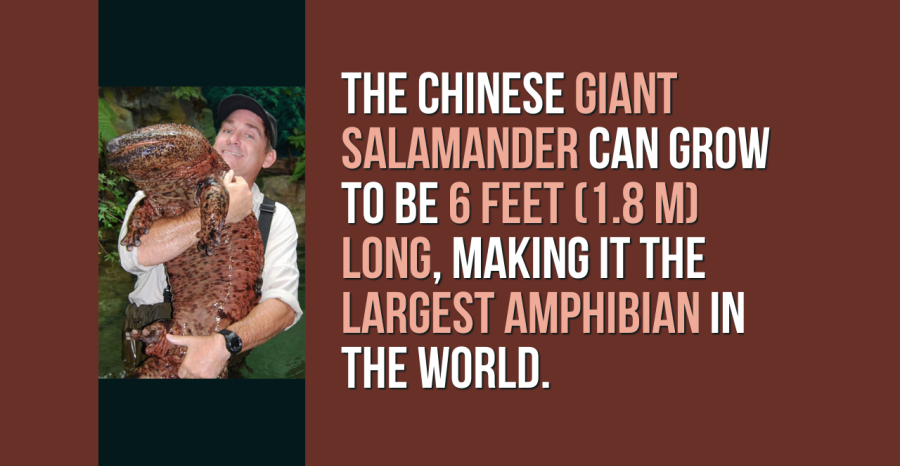 THE CHINESE GIANT
SALAMANDER CAN GROW
TO BE 6 FEET (1.8 M)
LONG, MAKING IT THE
LARGEST AMPHIBIAN IN
THE WORLD.